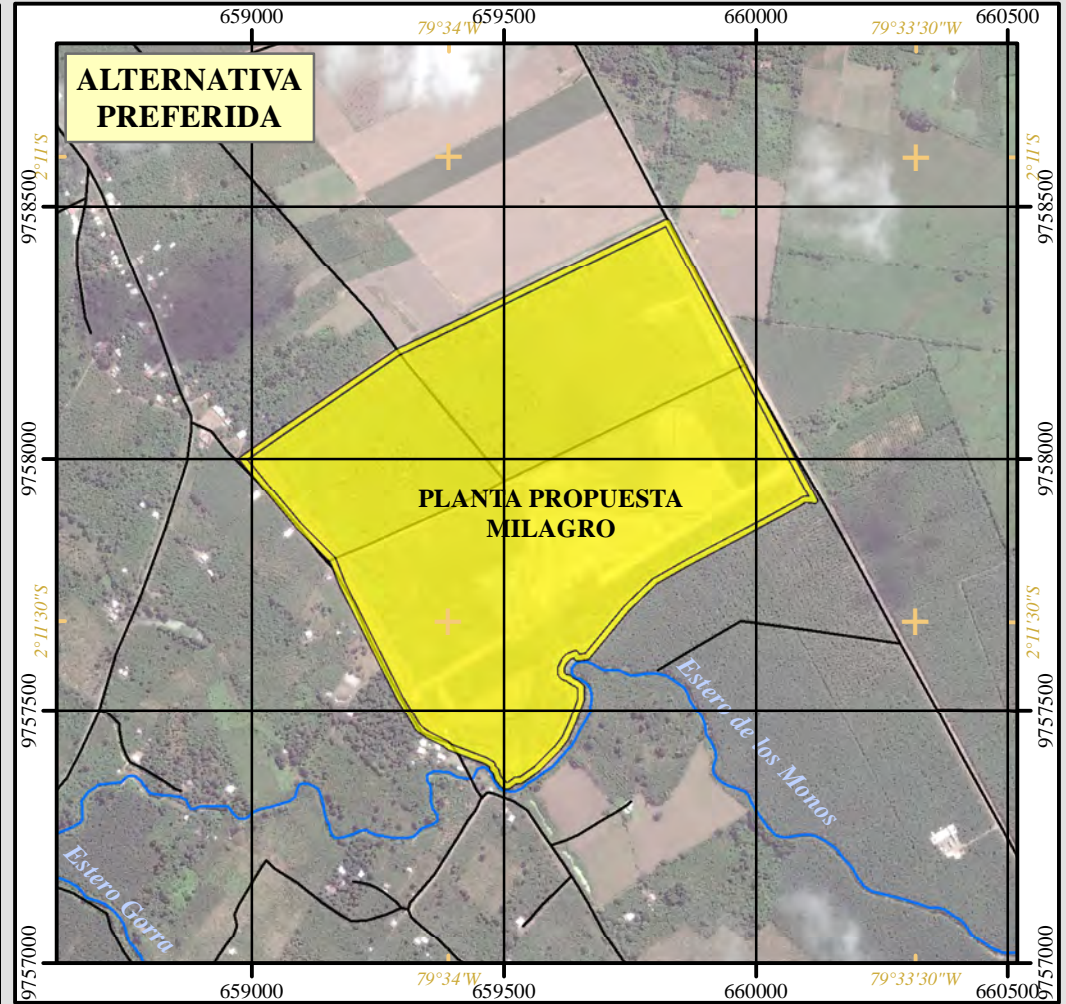 659000 659500 660000 660500
79°34'W 79°33'30"W
ALTERNATIVA
PREFERIDA
2°11'S 2°11'S
9758500 9758500
9758000 9758000
PLANTA PROPUESTA
MILAGRO
2°11'30"S 2°11'30"S
9757500 9757500
Estero de los Monos
Estero Gorra
9757000 9757000
79°34'W 79°33'30"W
659000 659500 660000 660500